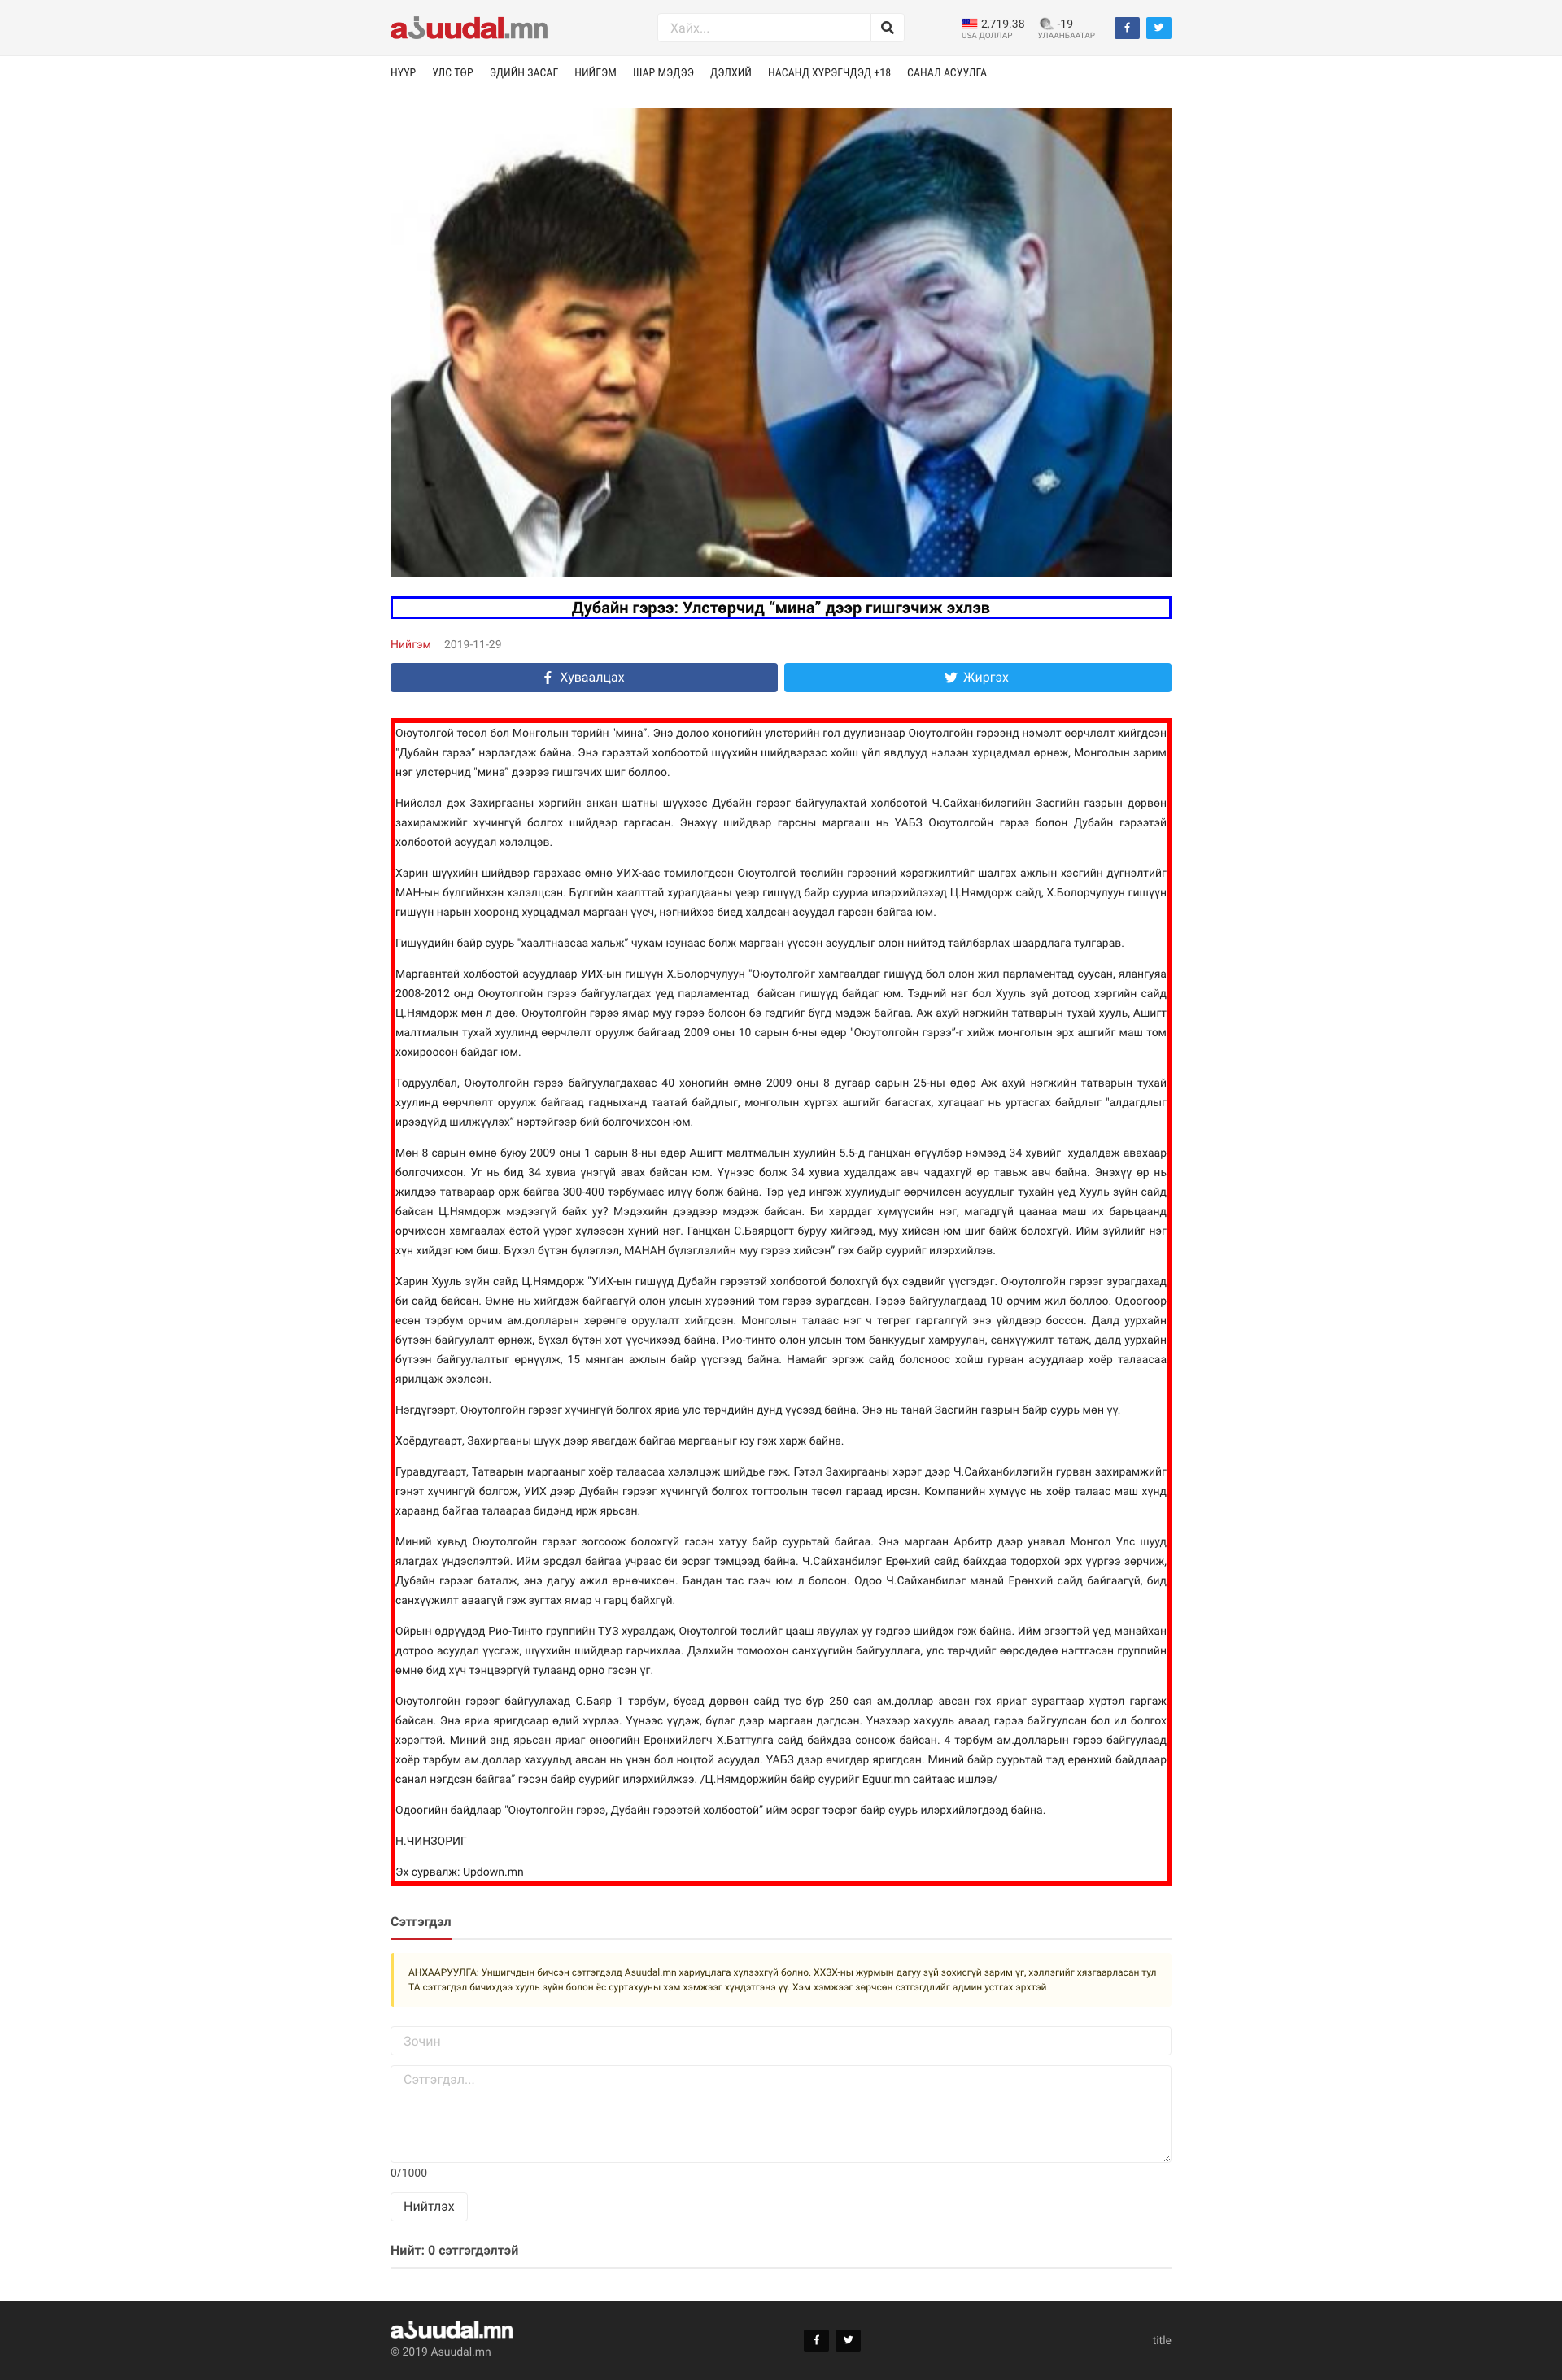 asuudal.mn
Хайх...
2,719.38
USA ДОЛЛАР
-19
УЛААНБААТАР
НҮҮР УЛС ТӨР ЭДИЙН ЗАСАГ НИЙГЭМ ШАР МЭДЭЭ ДЭЛХИЙ НАСАНД ХҮРЭГЧДЭД +18 САНАЛ АСУУЛГА
Дубайн гэрээ: Улстөрчид “мина” дээр гишгэчиж эхлэв
Нийгэм 2019-11-29
Хуваалцах
Жиргэх
Оюутолгой төсөл бол Монголын төрийн "мина”. Энэ долоо хоногийн улстөрийн гол дуулианаар Оюутолгойн гэрээнд нэмэлт өөрчлөлт хийгдсэн
"Дубайн гэрээ” нэрлэгдэж байна. Энэ гэрээтэй холбоотой шүүхийн шийдвэрээс хойш үйл явдлууд нэлээн хурцадмал өрнөж, Монголын зарим
нэг улстөрчид "мина” дээрээ гишгэчих шиг боллоо.
Нийслэл дэх Захиргааны хэргийн анхан шатны шүүхээс Дубайн гэрээг байгуулахтай холбоотой Ч.Сайханбилэгийн Засгийн газрын дөрвөн
захирамжийг хүчингүй болгох шийдвэр гаргасан. Энэхүү шийдвэр гарсны маргааш нь ҮАБЗ Оюутолгойн гэрээ болон Дубайн гэрээтэй
холбоотой асуудал хэлэлцэв.
Харин шүүхийн шийдвэр гарахаас өмнө УИХ-аас томилогдсон Оюутолгой төслийн гэрээний хэрэгжилтийг шалгах ажлын хэсгийн дүгнэлтийг
МАН-ын бүлгийнхэн хэлэлцсэн. Бүлгийн хаалттай хуралдааны үеэр гишүүд байр сууриа илэрхийлэхэд Ц.Нямдорж сайд, Х.Болорчулуун гишүүн
гишүүн нарын хооронд хурцадмал маргаан үүсч, нэгнийхээ биед халдсан асуудал гарсан байгаа юм.
Гишүүдийн байр суурь "хаалтнаасаа хальж” чухам юунаас болж маргаан үүссэн асуудлыг олон нийтэд тайлбарлах шаардлага тулгарав.
Маргаантай холбоотой асуудлаар УИХ-ын гишүүн Х.Болорчулуун "Оюутолгойг хамгаалдаг гишүүд бол олон жил парламентад суусан, ялангуяа
2008-2012 онд Оюутолгойн гэрээ байгуулагдах үед парламентад байсан гишүүд байдаг юм. Тэдний нэг бол Хууль зүй дотоод хэргийн сайд
Ц.Нямдорж мөн л дөө. Оюутолгойн гэрээ ямар муу гэрээ болсон бэ гэдгийг бүгд мэдэж байгаа. Аж ахуй нэгжийн татварын тухай хууль, Ашигт
малтмалын тухай хуулинд өөрчлөлт оруулж байгаад 2009 оны 10 сарын 6-ны өдөр "Оюутолгойн гэрээ”-г хийж монголын эрх ашгийг маш том
хохироосон байдаг юм.
Тодруулбал, Оюутолгойн гэрээ байгуулагдахаас 40 хоногийн өмнө 2009 оны 8 дугаар сарын 25-ны өдөр Аж ахуй нэгжийн татварын тухай
хуулинд өөрчлөлт оруулж байгаад гадныханд таатай байдлыг, монголын хүртэх ашгийг багасгах, хугацааг нь уртасгах байдлыг "алдагдлыг
ирээдүйд шилжүүлэх” нэртэйгээр бий болгочихсон юм.
Мөн 8 сарын өмнө буюу 2009 оны 1 сарын 8-ны өдөр Ашигт малтмалын хуулийн 5.5-д ганцхан өгүүлбэр нэмээд 34 хувийг худалдаж авахаар
болгочихсон. Уг нь бид 34 хувиа үнэгүй авах байсан юм. Үүнээс болж 34 хувиа худалдаж авч чадахгүй өр тавьж авч байна. Энэхүү өр нь
жилдээ татвараар орж байгаа 300-400 тэрбумаас илүү болж байна. Тэр үед ингэж хуулиудыг өөрчилсөн асуудлыг тухайн үед Хууль зүйн сайд
байсан Ц.Нямдорж мэдээгүй байх уу? Мэдэхийн дээдээр мэдэж байсан. Би харддаг хүмүүсийн нэг, магадгүй цаанаа маш их барьцаанд
орчихсон хамгаалах ёстой үүрэг хүлээсэн хүний нэг. Ганцхан С.Баярцогт буруу хийгээд, муу хийсэн юм шиг байж болохгүй. Ийм зүйлийг нэг
хүн хийдэг юм биш. Бүхэл бүтэн бүлэглэл, МАНАН бүлэглэлийн муу гэрээ хийсэн” гэх байр суурийг илэрхийлэв.
Харин Хууль зүйн сайд Ц.Нямдорж "УИХ-ын гишүүд Дубайн гэрээтэй холбоотой болохгүй бүх сэдвийг үүсгэдэг. Оюутолгойн гэрээг зурагдахад
би сайд байсан. Өмнө нь хийгдэж байгаагүй олон улсын хүрээний том гэрээ зурагдсан. Гэрээ байгуулагдаад 10 орчим жил боллоо. Одоогоор
есөн тэрбум орчим ам.долларын хөрөнгө оруулалт хийгдсэн. Монголын талаас нэг ч төгрөг гаргалгүй энэ үйлдвэр боссон. Далд уурхайн
бүтээн байгуулалт өрнөж, бүхэл бүтэн хот үүсчихээд байна. Рио-тинто олон улсын том банкуудыг хамруулан, санхүүжилт татаж, далд уурхайн
бүтээн байгуулалтыг өрнүүлж, 15 мянган ажлын байр үүсгээд байна. Намайг эргэж сайд болсноос хойш гурван асуудлаар хоёр талаасаа
ярилцаж эхэлсэн.
Нэгдүгээрт, Оюутолгойн гэрээг хүчингүй болгох яриа улс төрчдийн дунд үүсээд байна. Энэ нь танай Засгийн газрын байр суурь мөн үү.
Хоёрдугаарт, Захиргааны шүүх дээр явагдаж байгаа маргааныг юу гэж харж байна.
Гуравдугаарт, Татварын маргааныг хоёр талаасаа хэлэлцэж шийдье гэж. Гэтэл Захиргааны хэрэг дээр Ч.Сайханбилэгийн гурван захирамжийг
гэнэт хүчингүй болгож, УИХ дээр Дубайн гэрээг хүчингүй болгох тогтоолын төсөл гараад ирсэн. Компанийн хүмүүс нь хоёр талаас маш хүнд
хараанд байгаа талаараа бидэнд ирж ярьсан.
Миний хувьд Оюутолгойн гэрээг зогсоож болохгүй гэсэн хатуу байр суурьтай байгаа. Энэ маргаан Арбитр дээр унавал Монгол Улс шууд
ялагдах үндэслэлтэй. Ийм эрсдэл байгаа учраас би эсрэг тэмцээд байна. Ч.Сайханбилэг Ерөнхий сайд байхдаа тодорхой эрх үүргээ зөрчиж,
Дубайн гэрээг баталж, энэ дагуу ажил өрнөчихсөн. Бандан тас гээч юм л болсон. Одоо Ч.Сайханбилэг манай Ерөнхий сайд байгаагүй, бид
санхүүжилт аваагүй гэж зугтах ямар ч гарц байхгүй.
Ойрын өдрүүдэд Рио-Тинто группийн ТУЗ хуралдаж, Оюутолгой төслийг цааш явуулах уу гэдгээ шийдэх гэж байна. Ийм эгзэгтэй үед манайхан
дотроо асуудал үүсгэж, шүүхийн шийдвэр гарчихлаа. Дэлхийн томоохон санхүүгийн байгууллага, улс төрчдийг өөрсдөдөө нэгтгэсэн группийн
өмнө бид хүч тэнцвэргүй тулаанд орно гэсэн үг.
Оюутолгойн гэрээг байгуулахад С.Баяр 1 тэрбум, бусад дөрвөн сайд тус бүр 250 сая ам.доллар авсан гэх яриаг зурагтаар хүртэл гаргаж
байсан. Энэ яриа яригдсаар өдий хүрлээ. Үүнээс үүдэж, бүлэг дээр маргаан дэгдсэн. Үнэхээр хахууль аваад гэрээ байгуулсан бол ил болгох
хэрэгтэй. Миний энд ярьсан яриаг өнөөгийн Ерөнхийлөгч Х.Баттулга сайд байхдаа сонсож байсан. 4 тэрбум ам.долларын гэрээ байгуулаад
хоёр тэрбум ам.доллар хахуульд авсан нь үнэн бол ноцтой асуудал. ҮАБЗ дээр өчигдөр яригдсан. Миний байр суурьтай тэд ерөнхий байдлаар
санал нэгдсэн байгаа” гэсэн байр суурийг илэрхийлжээ. /Ц.Нямдоржийн байр суурийг Eguur.mn сайтаас ишлэв/
Одоогийн байдлаар "Оюутолгойн гэрээ, Дубайн гэрээтэй холбоотой” ийм эсрэг тэсрэг байр суурь илэрхийлэгдээд байна.
Н.ЧИНЗОРИГ
Эх сурвалж: Updown.mn
Сэтгэгдэл
АНХААРУУЛГА: Уншигчдын бичсэн сэтгэгдэлд Asuudal.mn хариуцлага хүлээхгүй болно. ХХЗХ-ны журмын дагуу зүй зохисгүй зарим үг, хэллэгийг хязгаарласан тул
ТА сэтгэгдэл бичихдээ хууль зүйн болон ёс суртахууны хэм хэмжээг хүндэтгэнэ үү. Хэм хэмжээг зөрчсөн сэтгэгдлийг админ устгах эрхтэй
Зочин
Сэтгэгдэл...
0/1000
Нийтлэх
Нийт: 0 сэтгэгдэлтэй
asuudal.mn
© 2019 Asuudal.mn
title